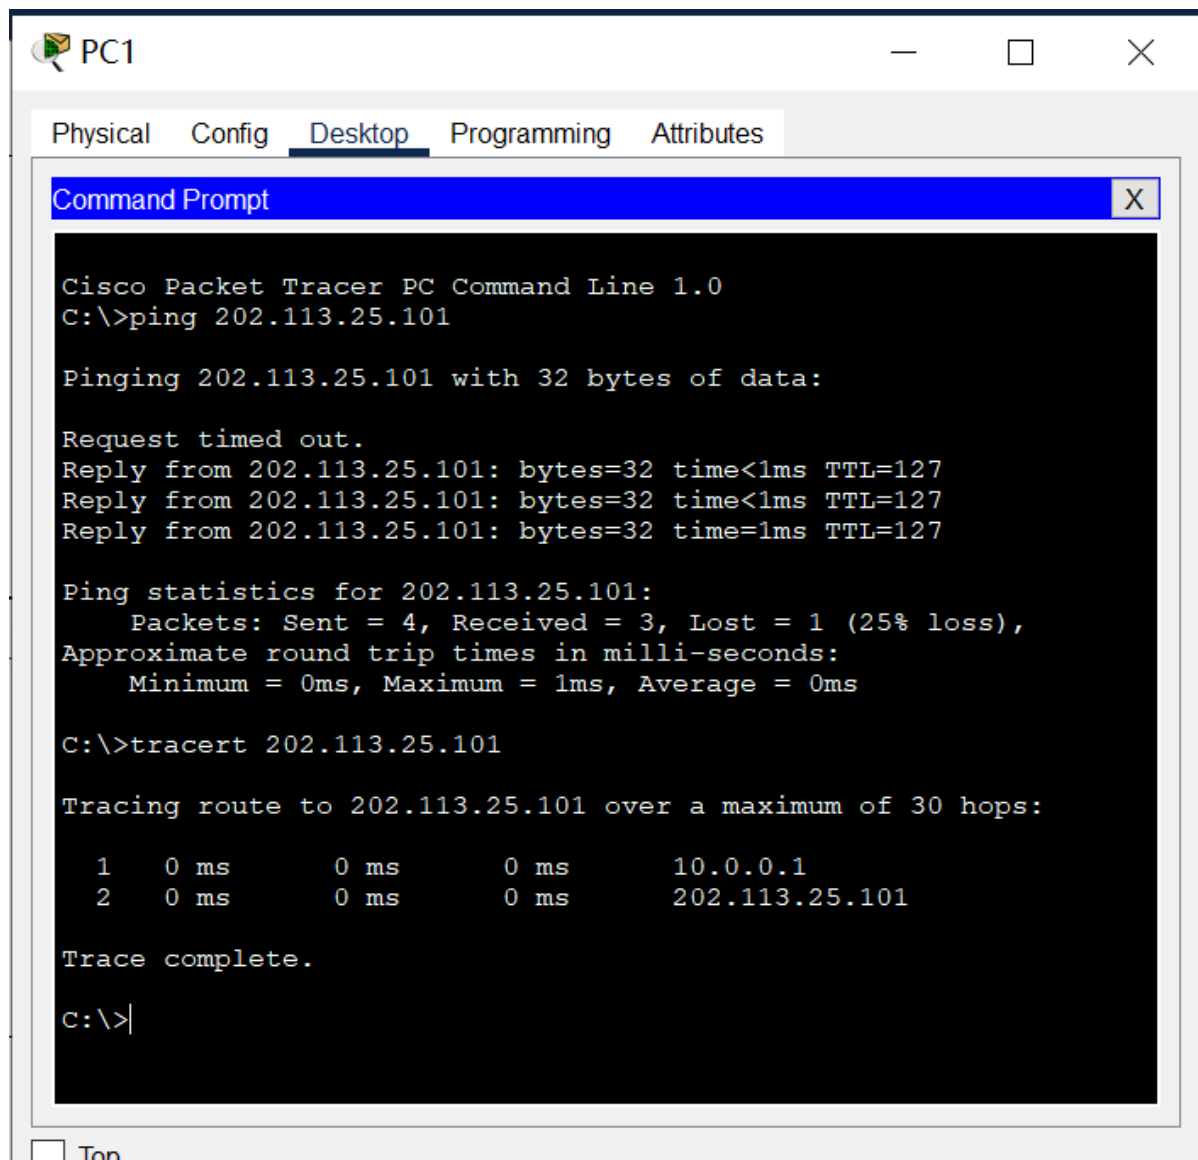 PC1
Physical Config Desktop Programming Attributes
Command Prompt X
Cisco Packet Tracer PC Command Line 1.0
C:\>ping 202.113.25.101
Pinging 202.113.25.101 with 32 bytes of data:
Request timed out.
Reply from 202.113.25.101: bytes=32 time<1ms TTL=127
Reply from 202.113.25.101: bytes=32 time<1ms TTL=127
Reply from 202.113.25.101: bytes=32 time=1ms TTL=127
Ping statistics for 202.113.25.101:
Packets: Sent = 4, Received = 3, Lost = 1 (25% loss),
Approximate round trip times in milli-seconds:
Minimum = 0ms, Maximum = 1ms, Average = 0ms
C:\>tracert 202.113.25.101
Tracing route to 202.113.25.101 over a maximum of 30 hops:
1 0 ms 0 ms 0 ms 10.0.0.1
2 0 ms 0 ms 0 ms 202.113.25.101
Trace complete.
C:\>
Top